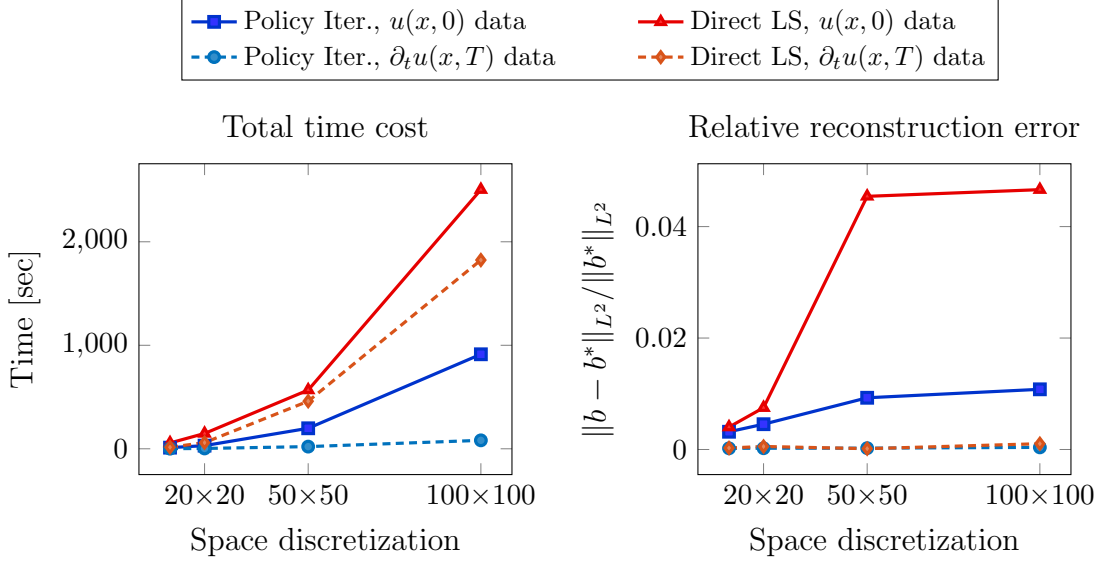 Policy Iter., u(x, 0) data
Direct LS, u(x, 0) data
Policy Iter., ∂ₜu(x, T) data
Direct LS, ∂ₜu(x, T) data
Total time cost
Time [sec]
2,000
1,000
0
20×20 50×50 100×100
Space discretization
Relative reconstruction error
‖b − b*‖_{L²}/‖b*‖_{L²}
0.04
0.02
0
20×20 50×50 100×100
Space discretization